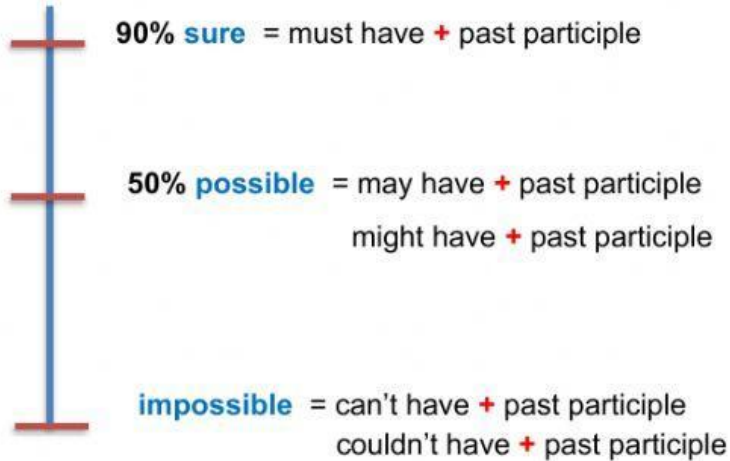 90% sure = must have + past participle
50% possible = may have + past participle
might have + past participle
impossible = can't have + past participle
couldn't have + past participle